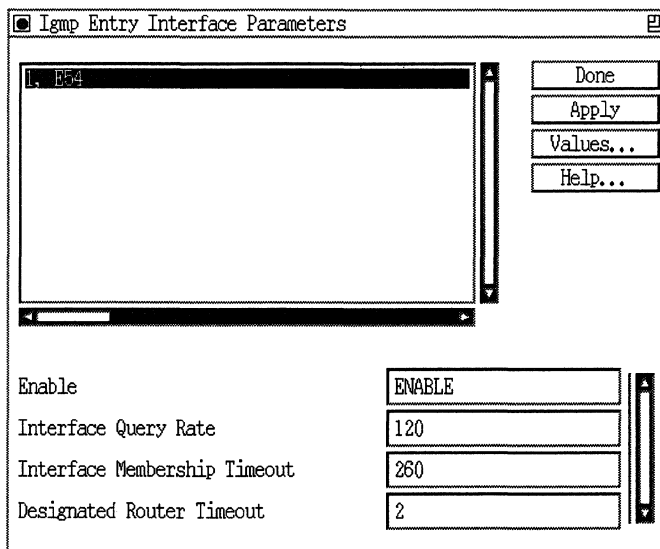 Igmp Entry Interface Parameters
1, E54
Done
Apply
Values...
Help...
Enable
ENABLE
Interface Query Rate
120
Interface Membership Timeout
260
Designated Router Timeout
2